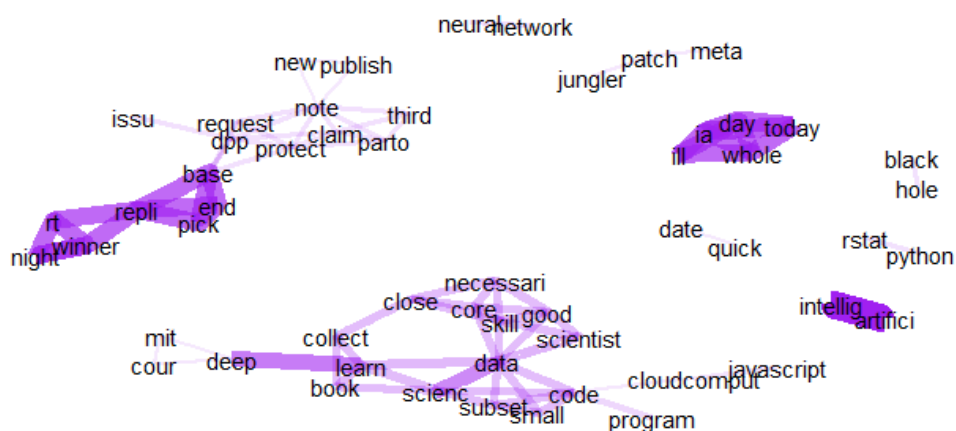 neural network
patch meta
jungler
new publish
note
third
issu
request
dpp claim parto
protect
ia day today
ill whole
black
hole
base
rt repli end
pick
night winner
date
quick
rstat
python
necessari
close core good
skill
scientist
intellig
artifici
mit
cour
deep
collect
learn
book
data
scienc
subset
small
code
cloudcomput
javascript
program